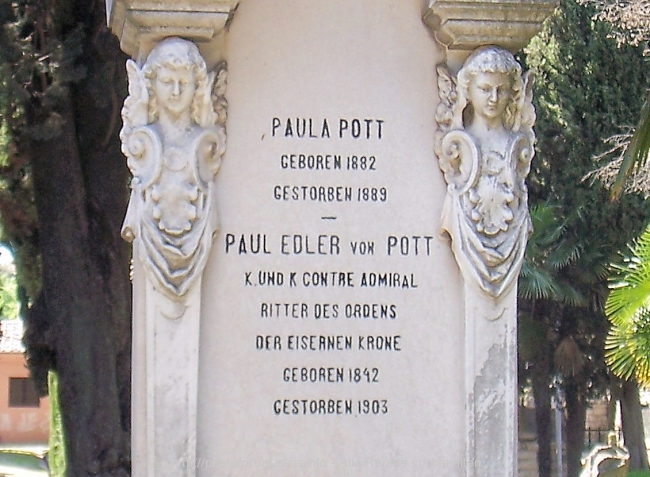 PAULA POTT
GEBOREN 1882
GESTORBEN 1889
—
PAUL EDLER VON POTT
K. UND K CONTRE ADMIRAL
RITTER DES ORDENS
DER EISERNEN KRONE
GEBOREN 1842
GESTORBEN 1903